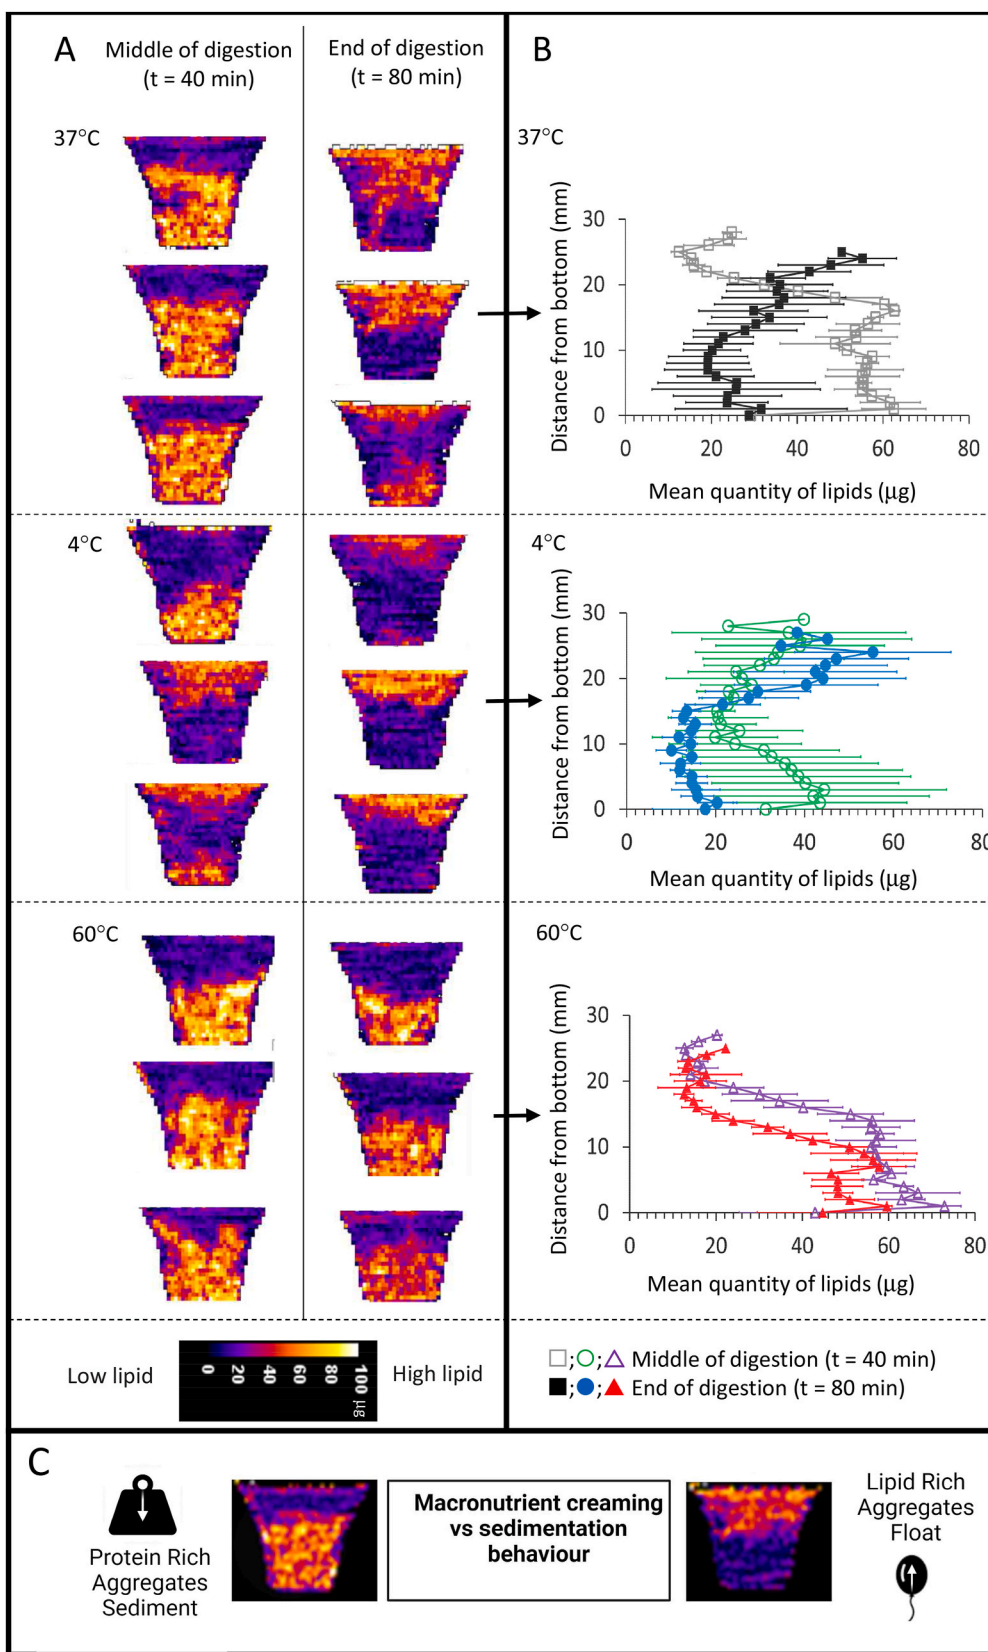 A
Middle of digestion
(t = 40 min)
End of digestion
(t = 80 min)
37°C
4°C
60°C
Low lipid
0 20 40 60 80 100 µg
High lipid
B
37°C
Distance from bottom (mm)
30
20
10
0
0 20 40 60 80
Mean quantity of lipids (µg)
4°C
Distance from bottom (mm)
30
20
10
0
0 20 40 60 80
Mean quantity of lipids (µg)
60°C
Distance from bottom (mm)
30
20
10
0
0 20 40 60 80
Mean quantity of lipids (µg)
□;○;△ Middle of digestion (t = 40 min)
■;●;▲ End of digestion (t = 80 min)
C
Protein Rich
Aggregates
Sediment
Macronutrient creaming
vs sedimentation
behaviour
Lipid Rich
Aggregates
Float